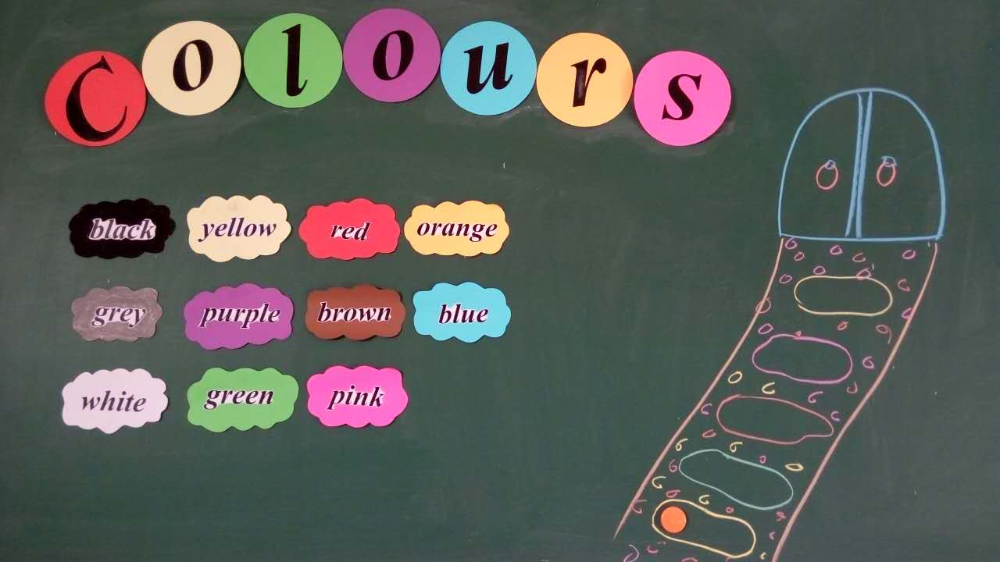 Colours
black yellow red orange
grey purple brown blue
white green pink